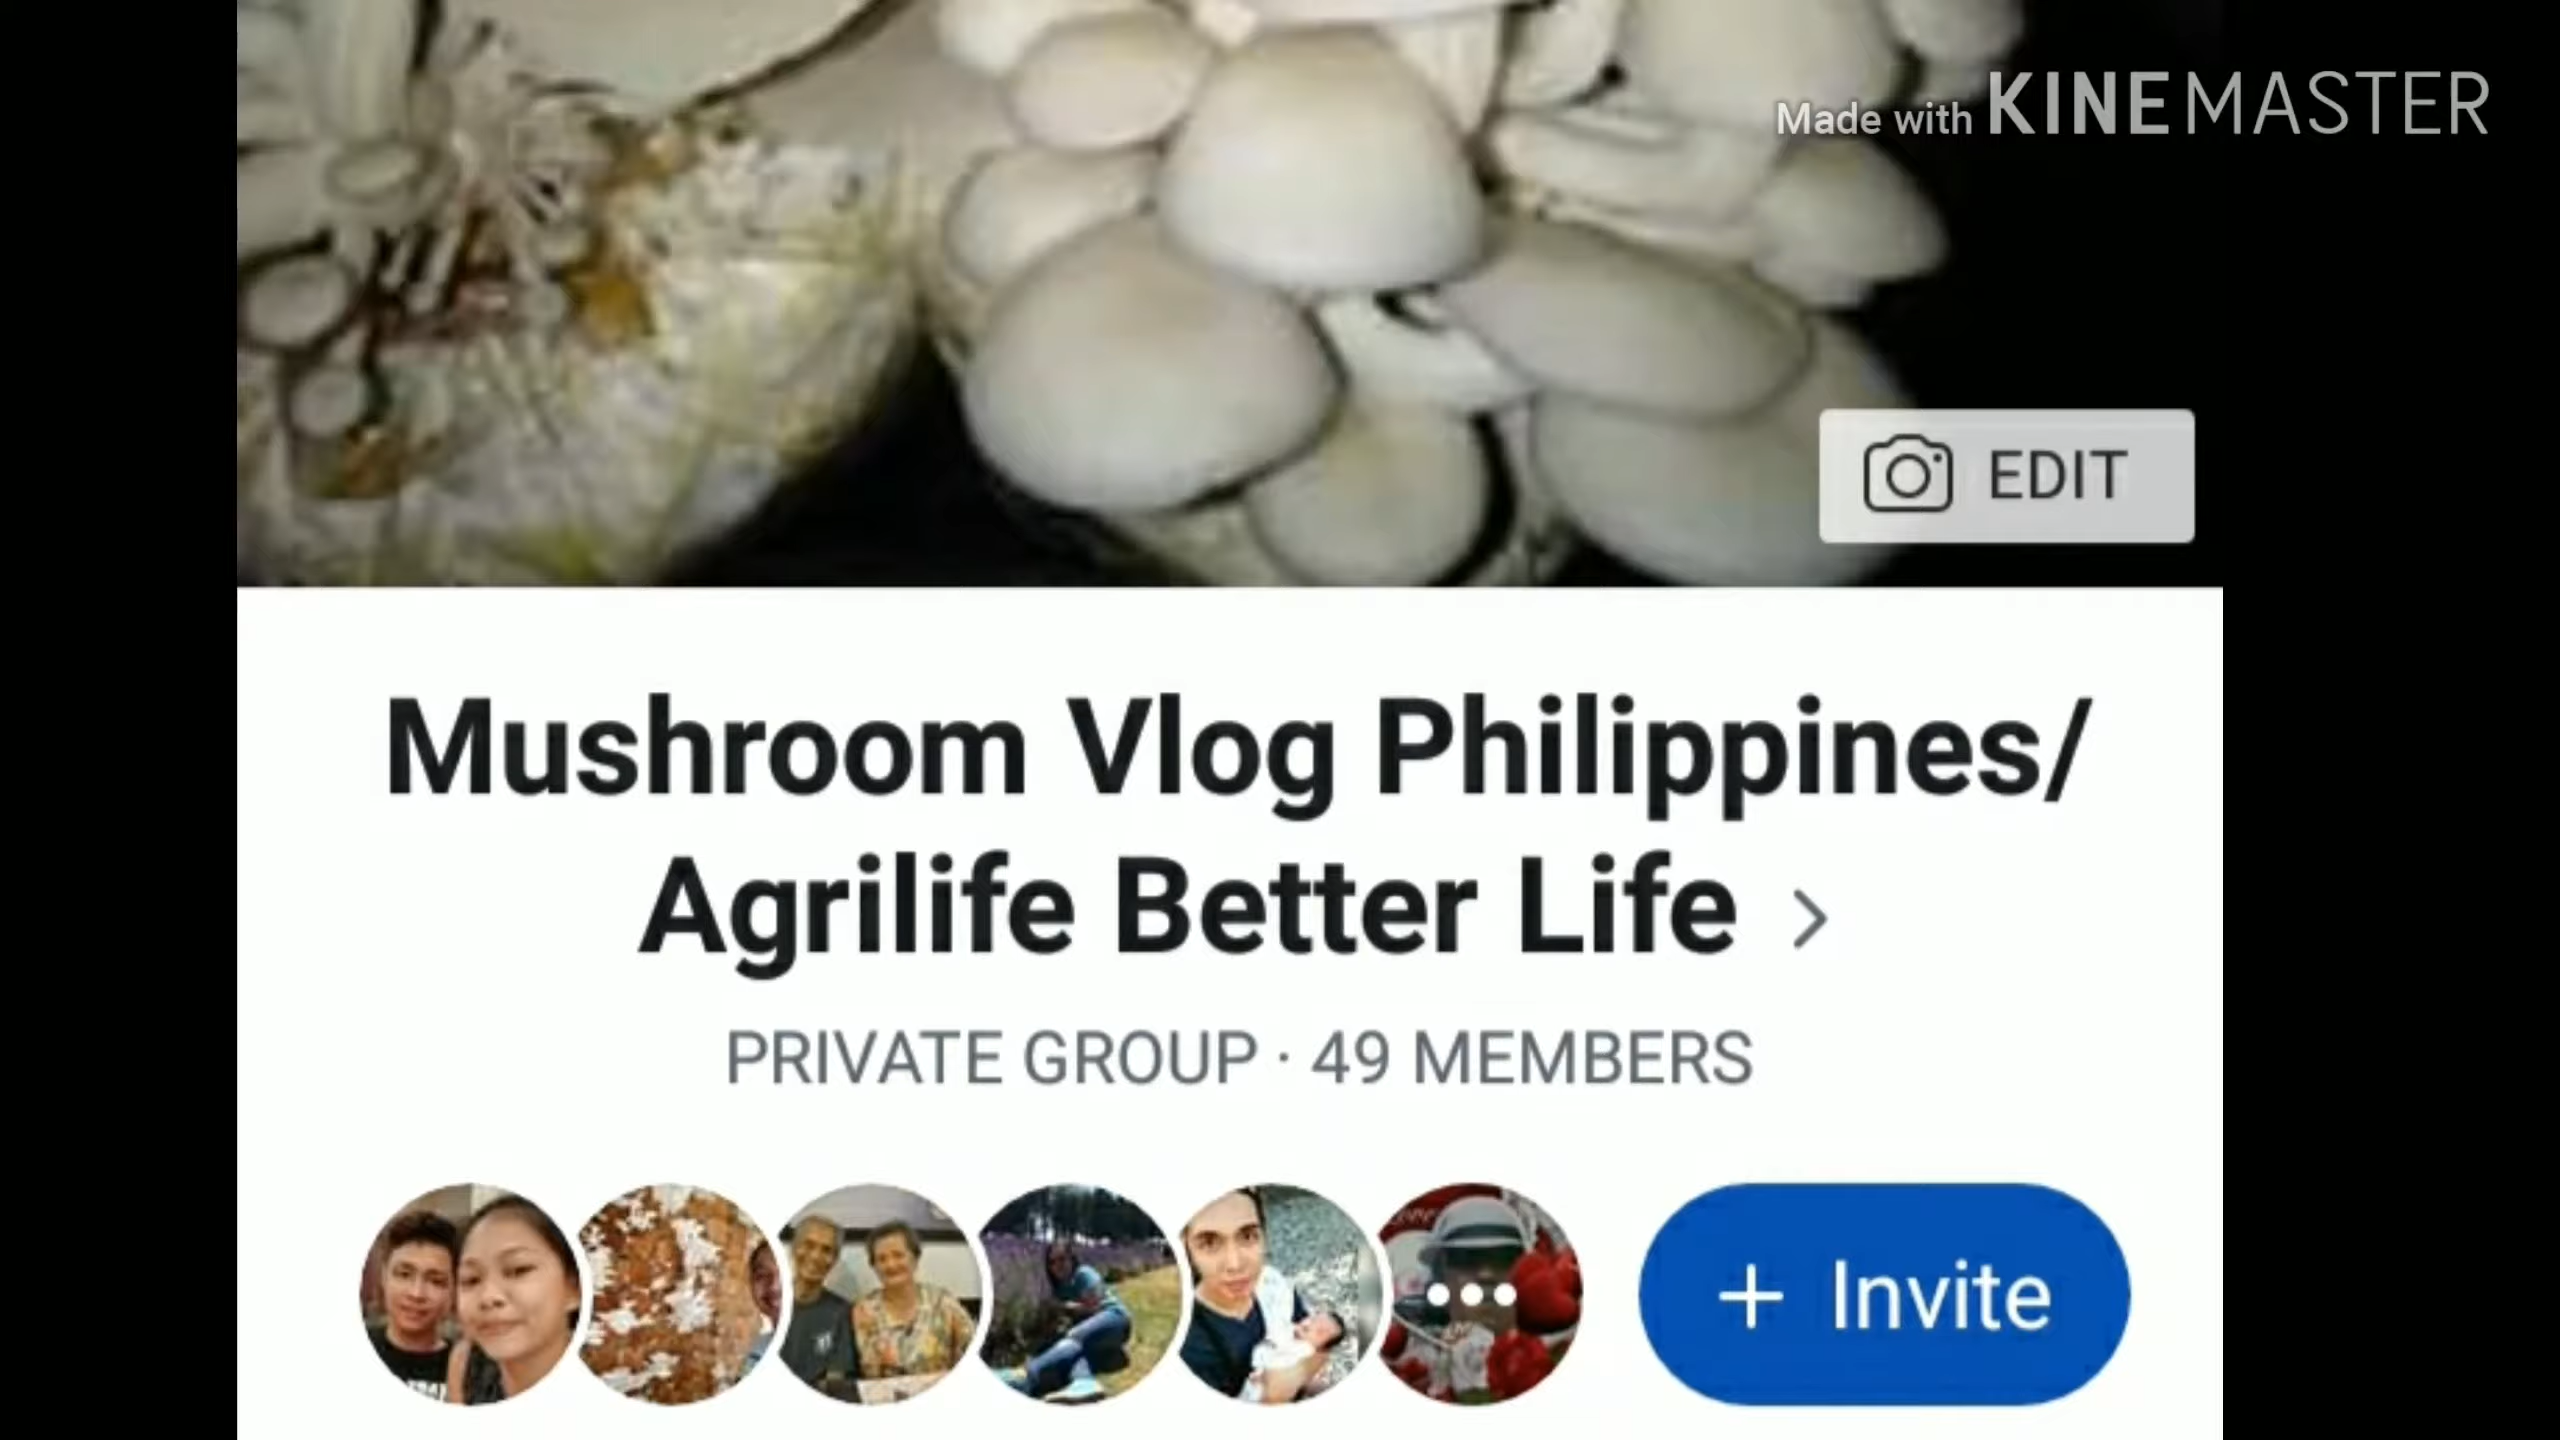 Made with KINEMASTER
EDIT
Mushroom Vlog Philippines/
Agrilife Better Life >
PRIVATE GROUP · 49 MEMBERS
+ Invite